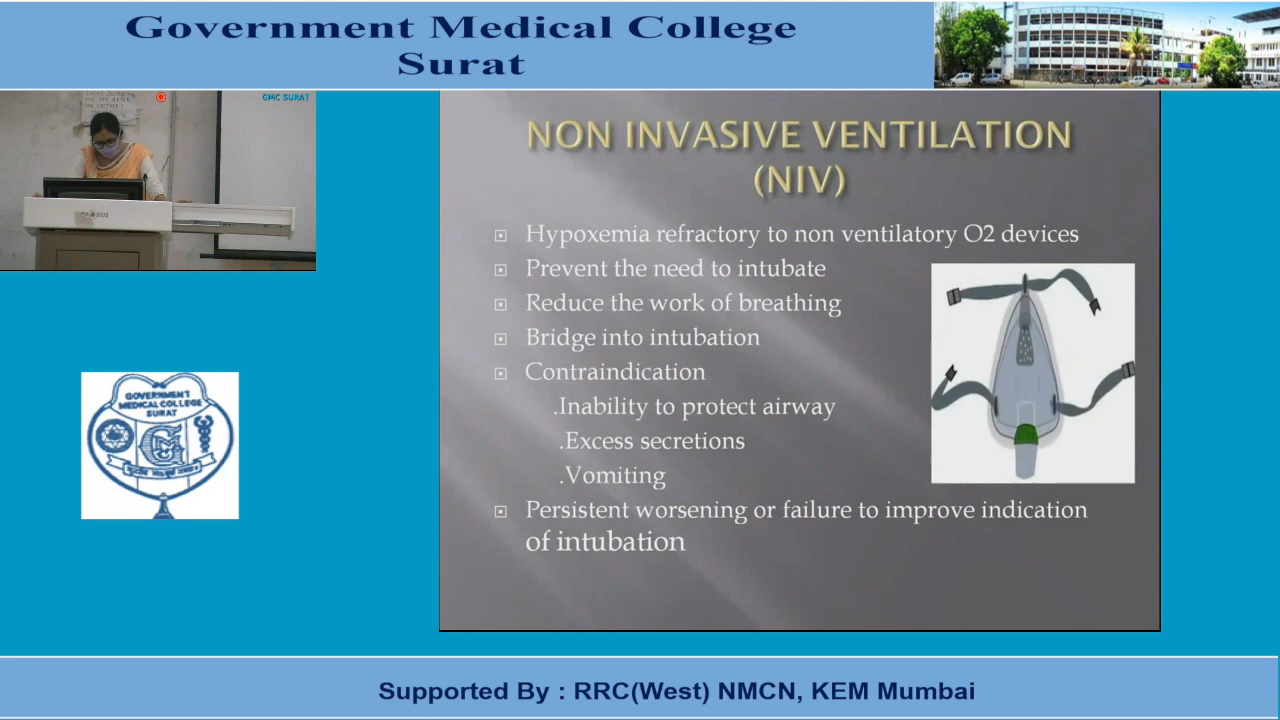 Government Medical College
Surat
GMC SURAT
NON INVASIVE VENTILATION
(NIV)
Hypoxemia refractory to non ventilatory O2 devices
Prevent the need to intubate
Reduce the work of breathing
Bridge into intubation
Contraindication
.Inability to protect airway
.Excess secretions
.Vomiting
Persistent worsening or failure to improve indication
of intubation
GOVERNMENT
MEDICAL COLLEGE
SURAT
Supported By : RRC(West) NMCN, KEM Mumbai